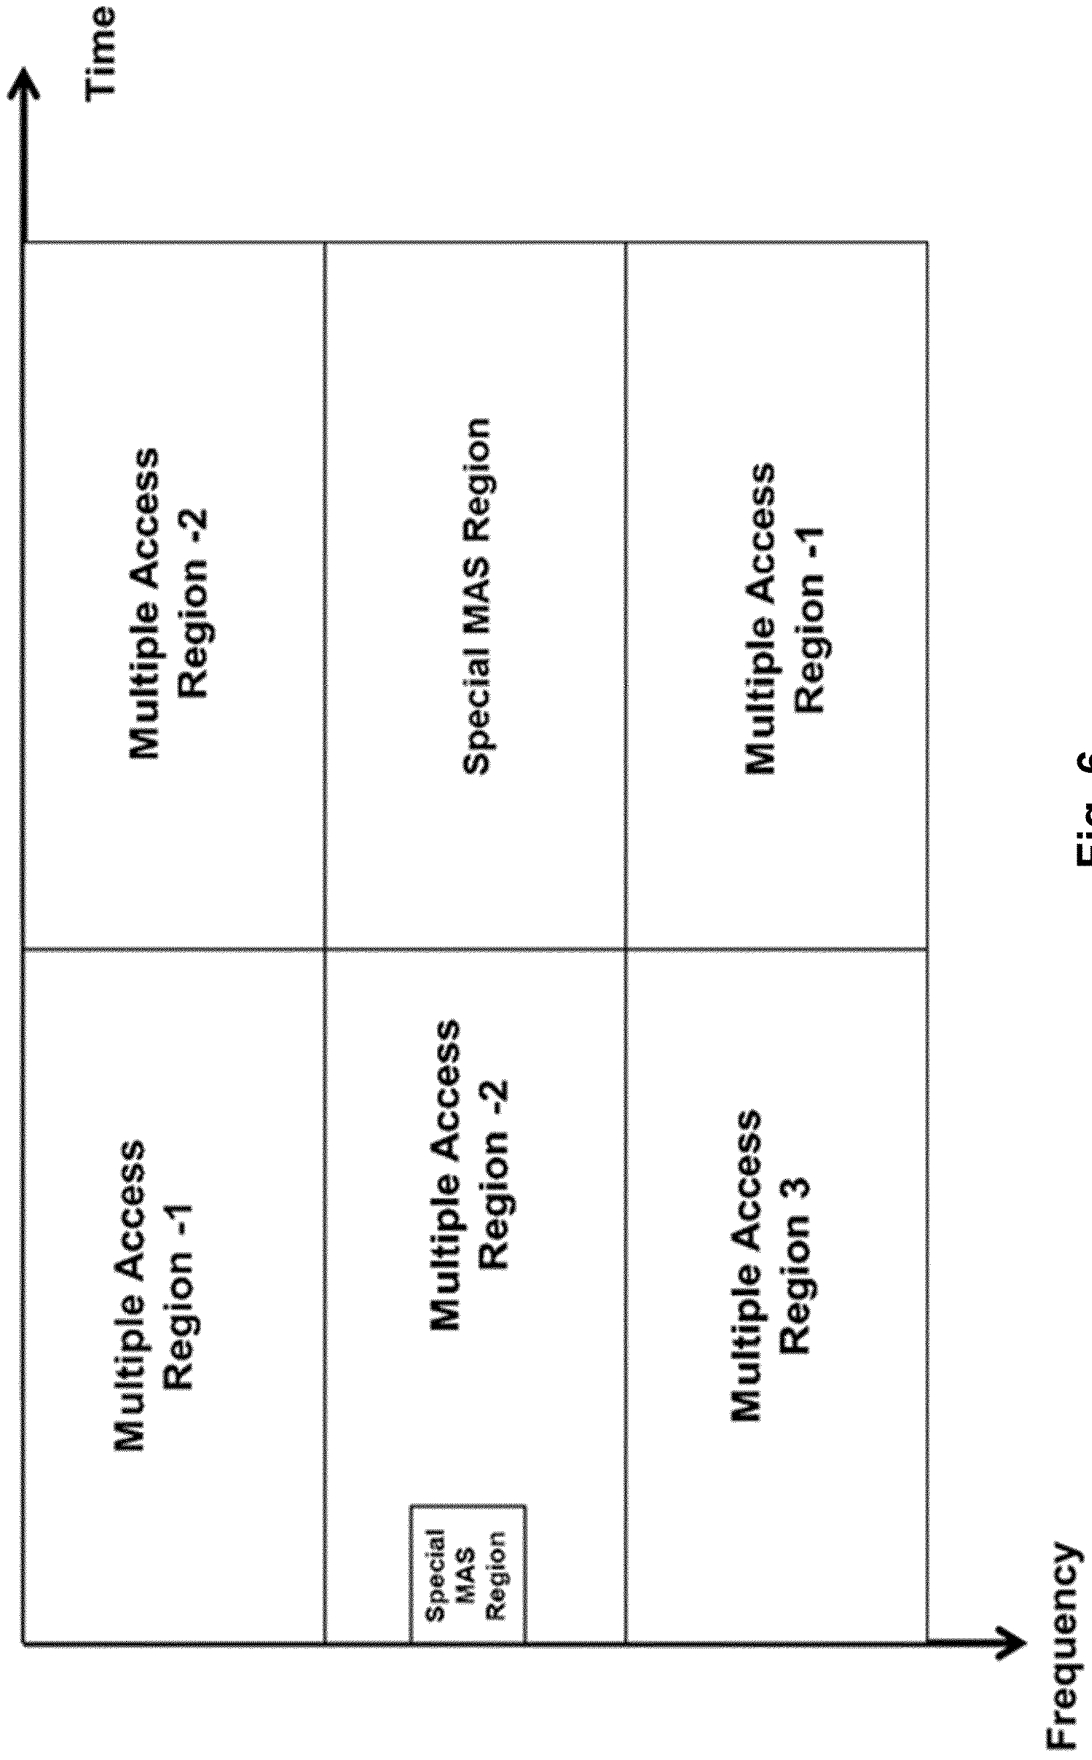 Time
Multiple Access
Region -1
Multiple Access
Region -2
Special
MAS
Region
Multiple Access
Region -2
Special MAS Region
Multiple Access
Region 3
Multiple Access
Region -1
Frequency
Fig. 6